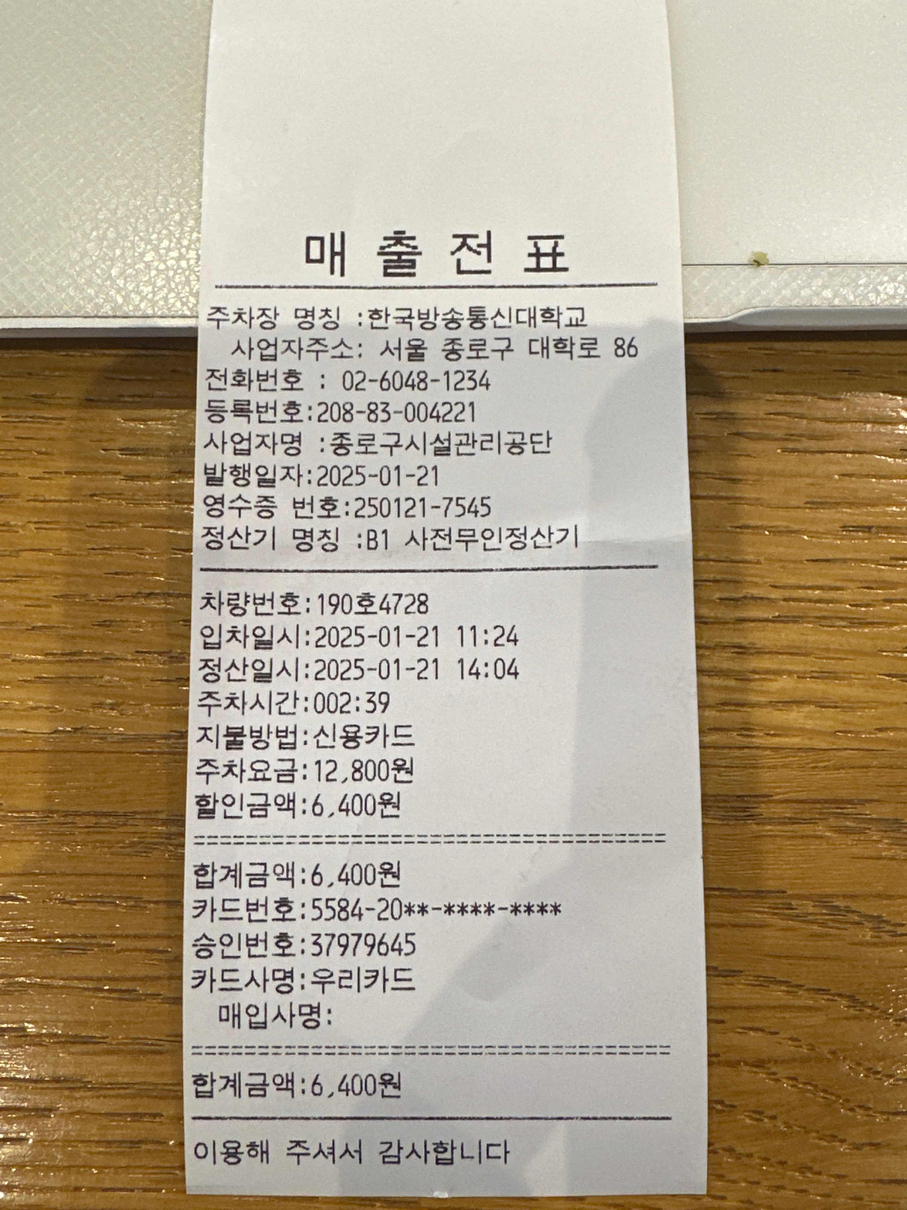 매 출 전 표
주차장 명칭 :한국방송통신대학교
사업자주소: 서울 종로구 대학로 86
전화번호 : 02-6048-1234
등록번호:208-83-004221
사업자명 :종로구시설관리공단
발행일자:2025-01-21
영수증 번호:250121-7545
정산기 명칭 :B1 사전무인정산기
차량번호:190호4728
입차일시:2025-01-21 11:24
정산일시:2025-01-21 14:04
주차시간:002:39
지불방법:신용카드
주차요금:12,800원
할인금액:6,400원
==================================================
합계금액:6,400원
카드번호:5584-20**-****-****
승인번호:37979645
카드사명:우리카드
매입사명:
==================================================
합계금액:6,400원
이용해 주셔서 감사합니다